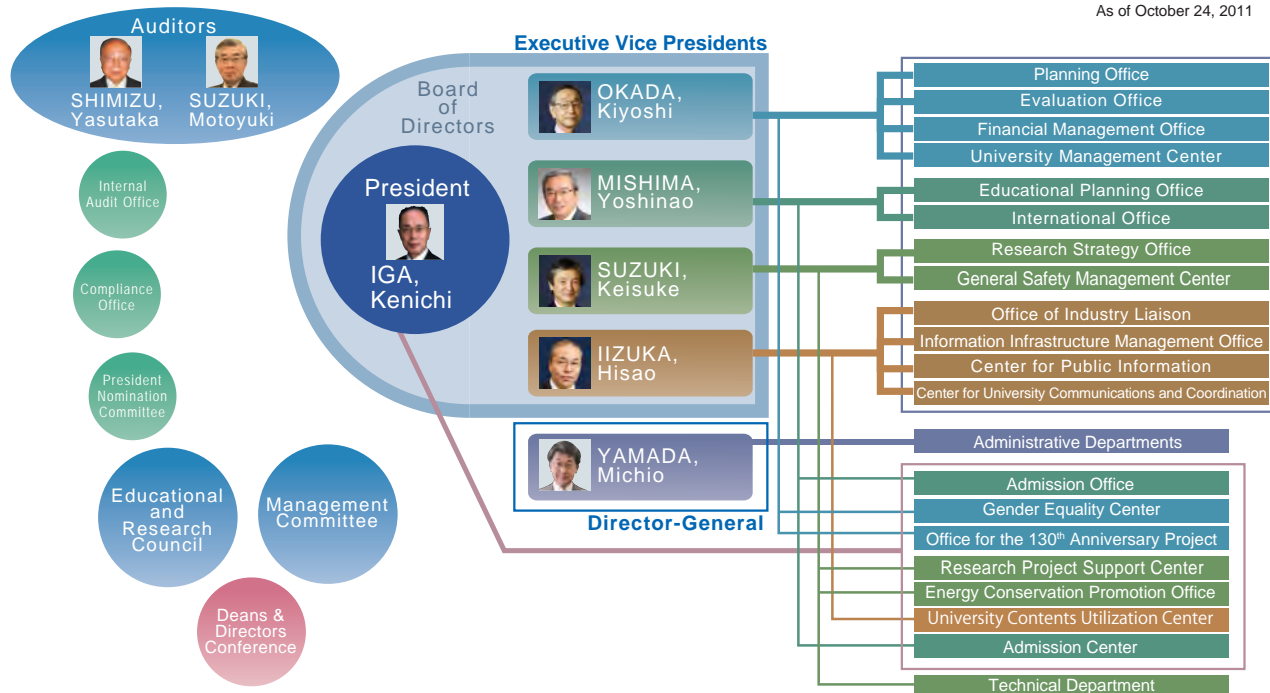 As of October 24, 2011
Auditors
SHIMIZU,
Yasutaka
SUZUKI,
Motoyuki
Internal
Audit Office
Compliance
Office
President
Nomination
Committee
Educational
and
Research
Council
Management
Committee
Deans &
Directors
Conference
Board
of
Directors
President
IGA,
Kenichi
Executive Vice Presidents
OKADA,
Kiyoshi
MISHIMA,
Yoshinao
SUZUKI,
Keisuke
IIZUKA,
Hisao
YAMADA,
Michio
Director-General
Planning Office
Evaluation Office
Financial Management Office
University Management Center
Educational Planning Office
International Office
Research Strategy Office
General Safety Management Center
Office of Industry Liaison
Information Infrastructure Management Office
Center for Public Information
Center for University Communications and Coordination
Administrative Departments
Admission Office
Gender Equality Center
Office for the 130th Anniversary Project
Research Project Support Center
Energy Conservation Promotion Office
University Contents Utilization Center
Admission Center
Technical Department